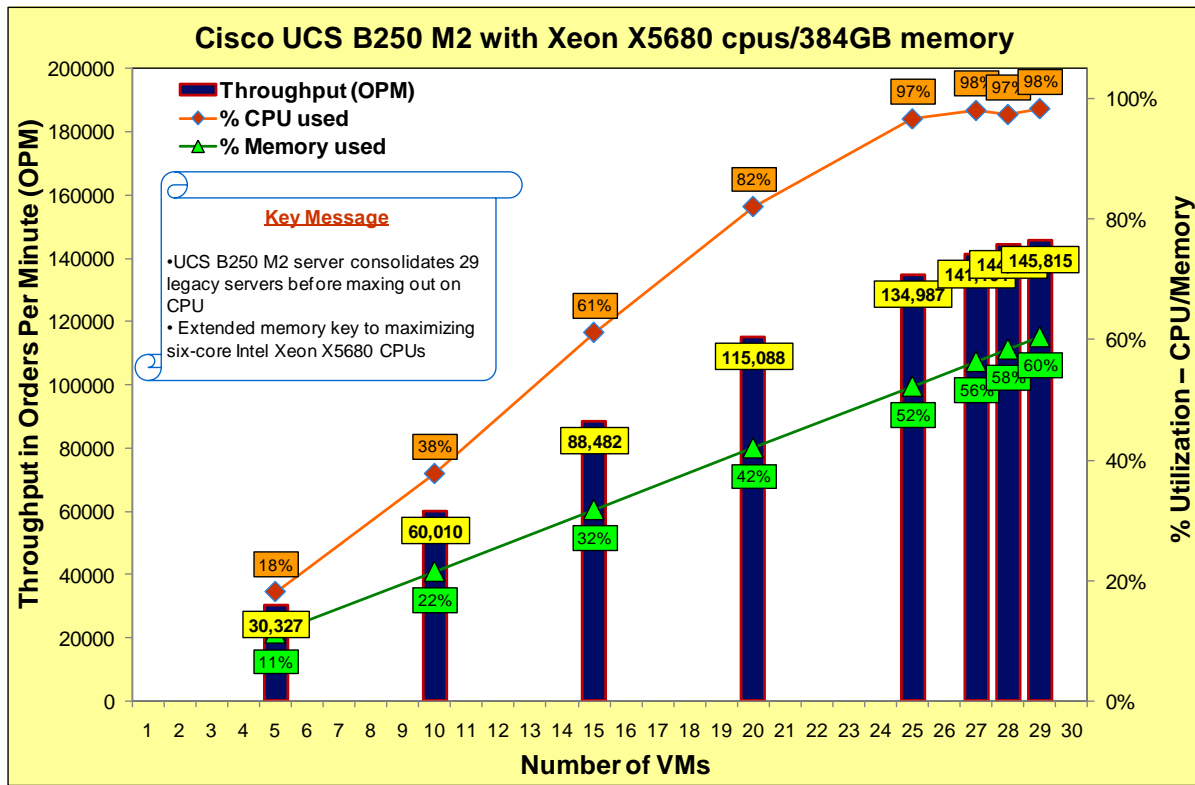 Cisco UCS B250 M2 with Xeon X5680 cpus/384GB memory
Throughput in Orders Per Minute (OPM)
200000
180000
160000
140000
120000
100000
80000
60000
40000
20000
0
Throughput (OPM)
% CPU used
% Memory used
Key Message
•UCS B250 M2 server consolidates 29
legacy servers before maxing out on
CPU
• Extended memory key to maximizing
six-core Intel Xeon X5680 CPUs
18%
38%
61%
82%
97%
98%
97%
98%
30,327
60,010
88,482
115,088
134,987
145,815
11%
22%
32%
42%
52%
56%
58%
60%
100%
80%
60%
40%
20%
0%
% Utilization – CPU/Memory
1 2 3 4 5 6 7 8 9 10 11 12 13 14 15 16 17 18 19 20 21 22 23 24 25 26 27 28 29 30
Number of VMs